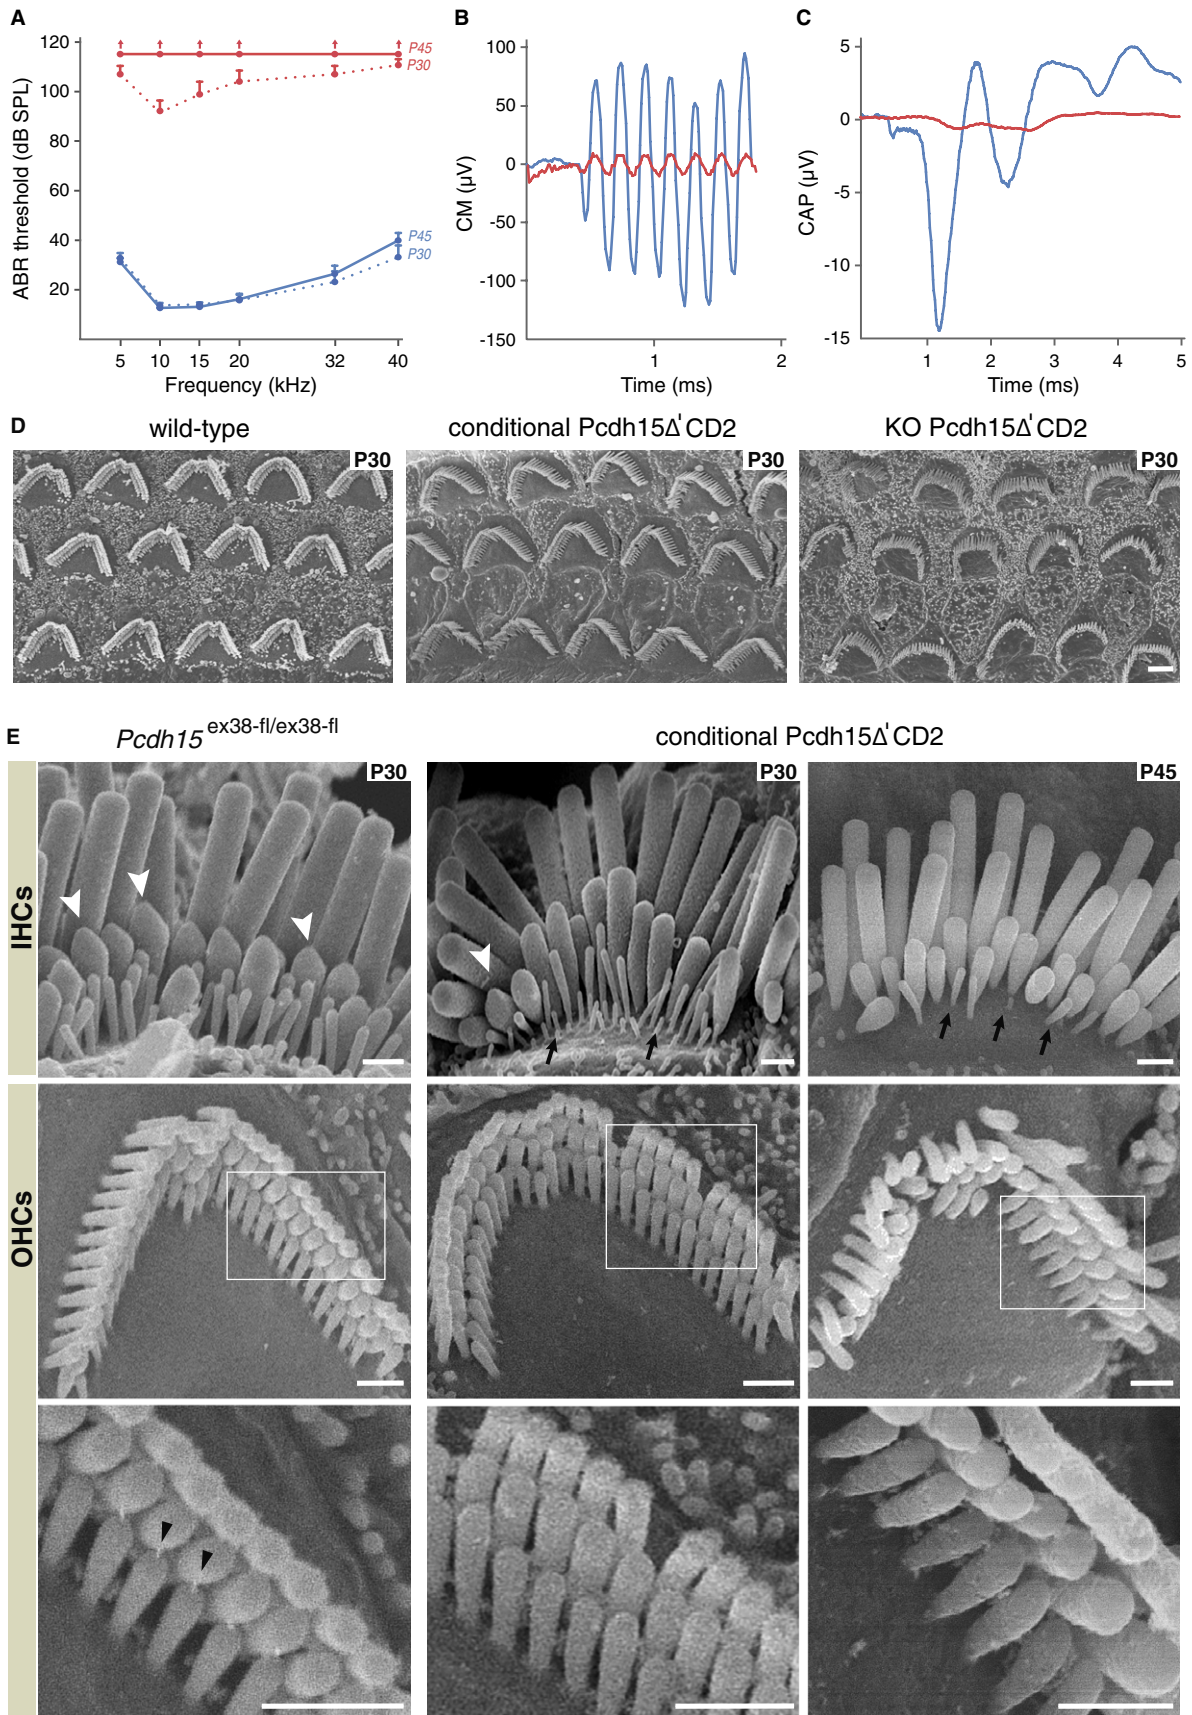 A
ABR threshold (dB SPL)
120
100
80
60
40
20
5
10
15
20
32
40
Frequency (kHz)
P45
P30
P45
P30
B
CM (µV)
100
50
0
-50
-100
-150
1
2
Time (ms)
C
CAP (µV)
5
0
-5
-10
-15
1
2
3
4
5
Time (ms)
D
wild-type
P30
conditional Pcdh15Δ'CD2
P30
KO Pcdh15Δ'CD2
P30
E
Pcdh15 ex38-fl/ex38-fl
conditional Pcdh15Δ'CD2
IHCs
P30
P30
P45
OHCs